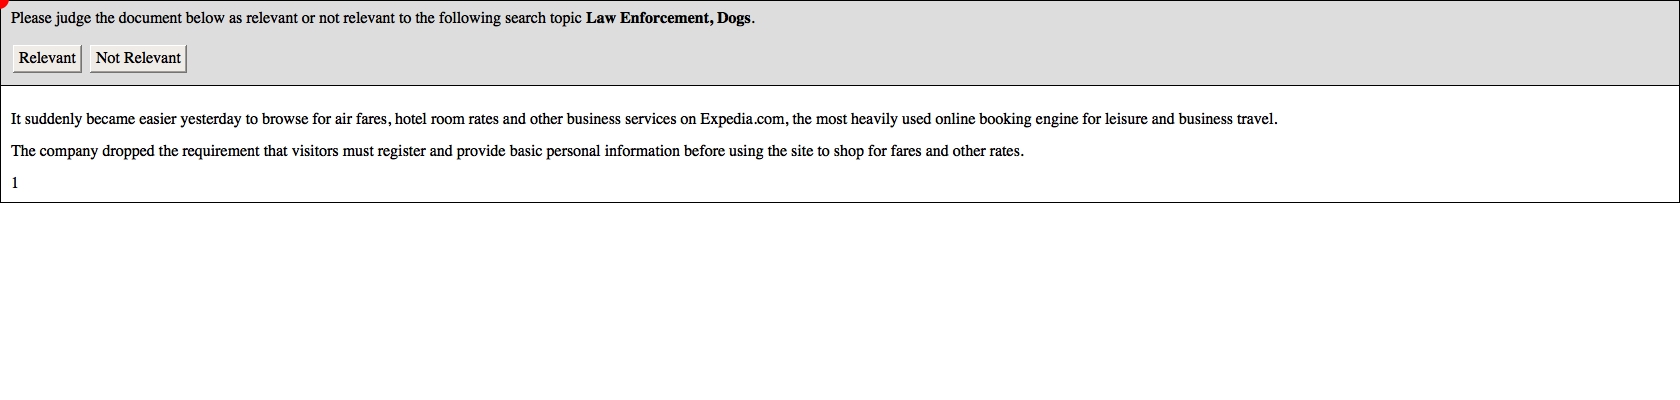 Please judge the document below as relevant or not relevant to the following search topic Law Enforcement, Dogs.
Relevant Not Relevant
It suddenly became easier yesterday to browse for air fares, hotel room rates and other business services on Expedia.com, the most heavily used online booking engine for leisure and business travel.
The company dropped the requirement that visitors must register and provide basic personal information before using the site to shop for fares and other rates.
1